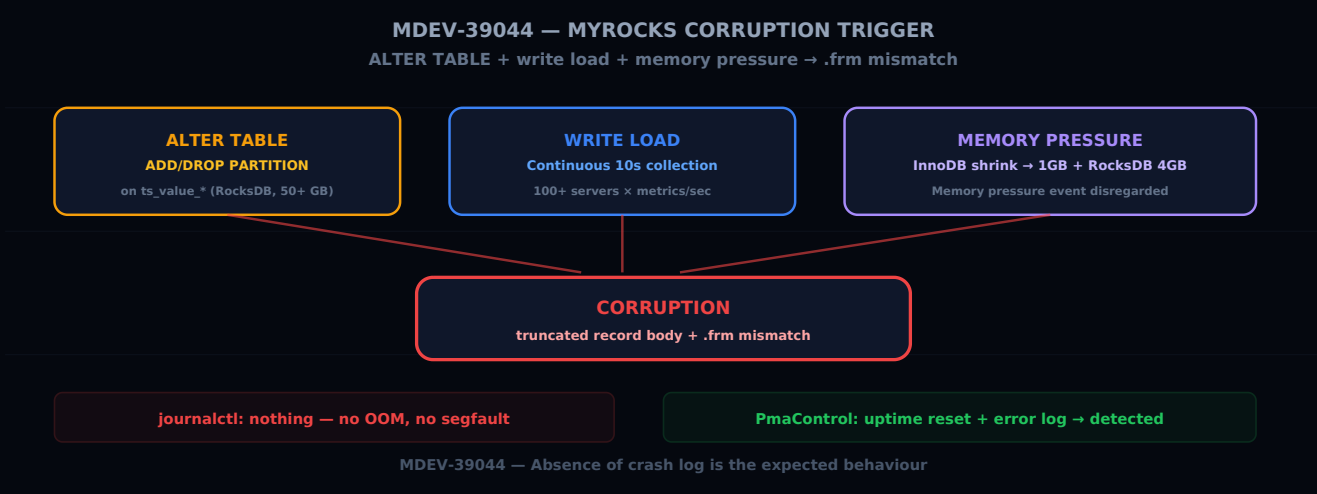 MDEV-39044 — MYROCKS CORRUPTION TRIGGER
ALTER TABLE + write load + memory pressure → .frm mismatch
ALTER TABLE
ADD/DROP PARTITION
on ts_value_* (RocksDB, 50+ GB)
WRITE LOAD
Continuous 10s collection
100+ servers × metrics/sec
MEMORY PRESSURE
InnoDB shrink → 1GB + RocksDB 4GB
Memory pressure event disregarded
CORRUPTION
truncated record body + .frm mismatch
journalctl: nothing — no OOM, no segfault
PmaControl: uptime reset + error log → detected
MDEV-39044 — Absence of crash log is the expected behaviour